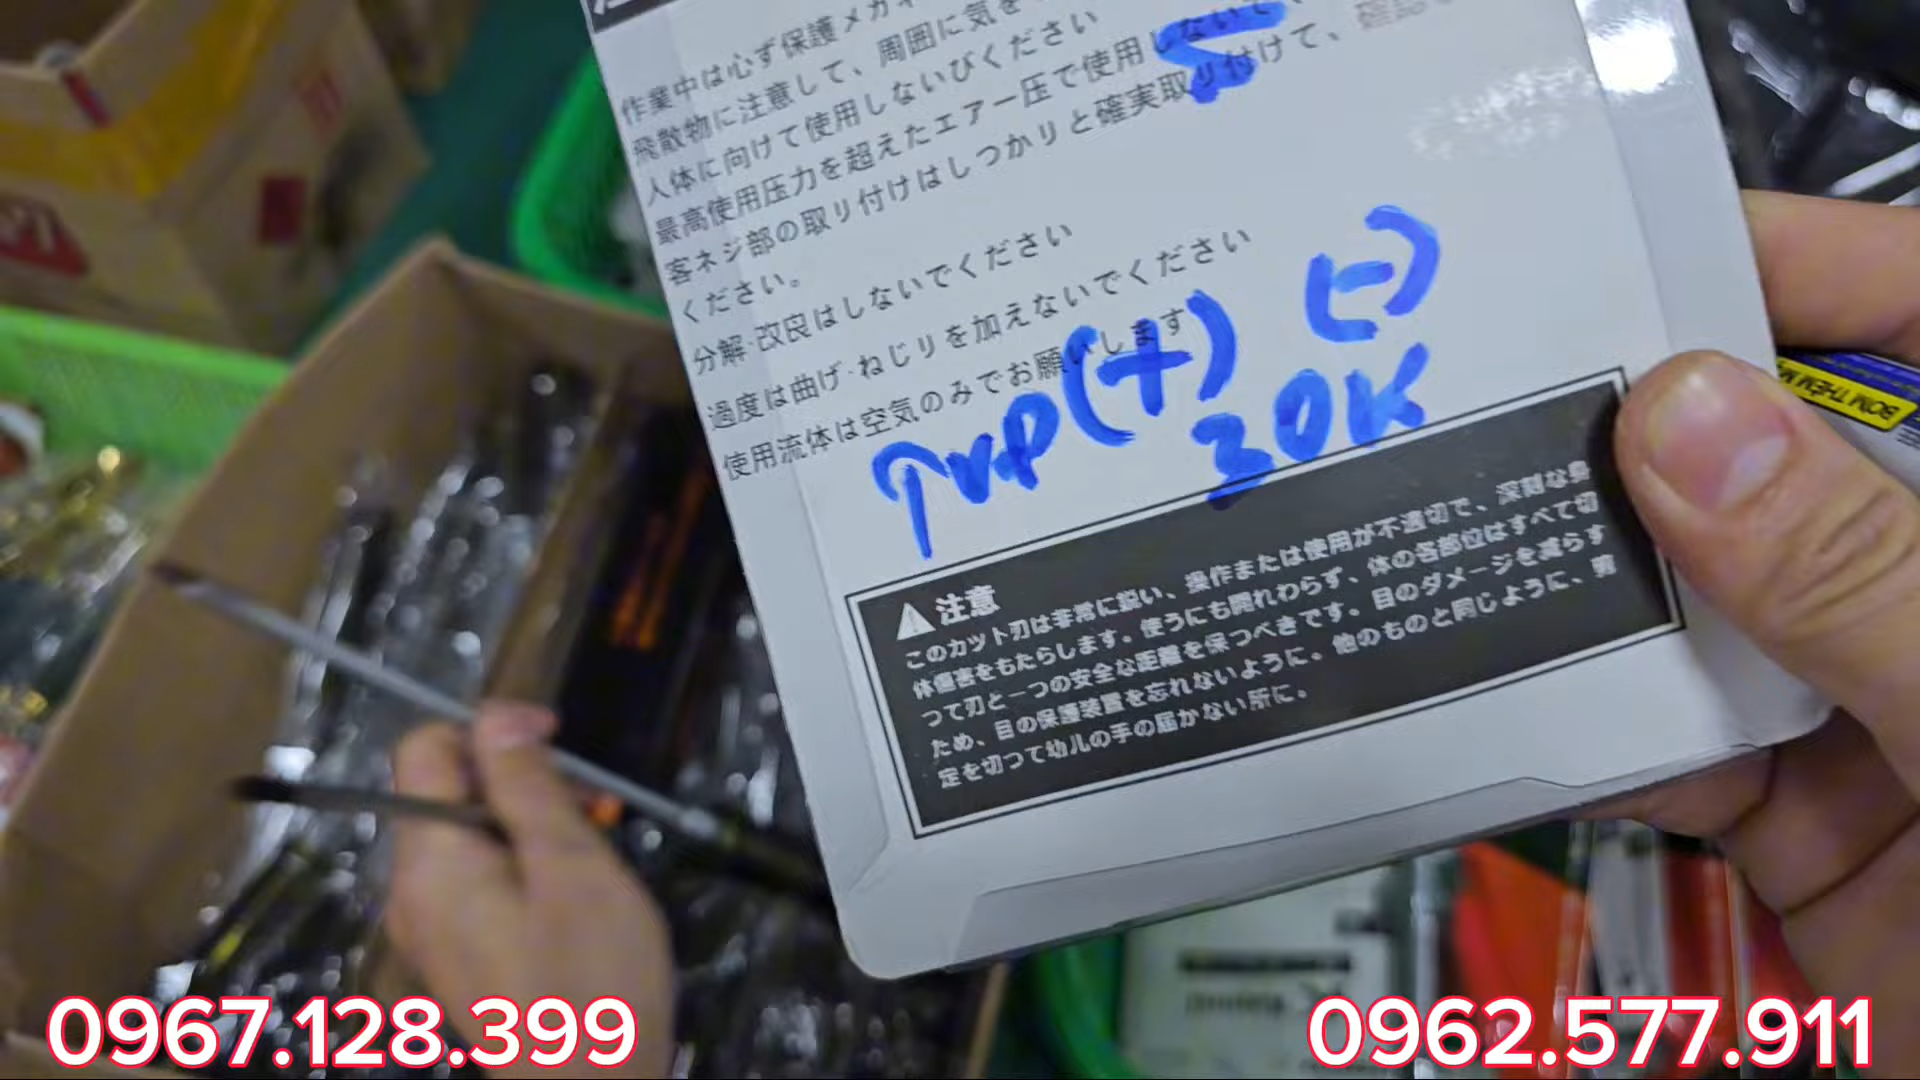 作業中は心ず保護メガネ
飛散物に注意して、周囲に気を
人体に向けて使用しないびください
最高使用圧力を超えたエアー圧で使用しないで、
客ネジ部の取り付けはしつかりと確実取り付けて、確認
ください。
分解·改良はしないでください
過度は曲げ·ねじりを加えないでください
使用流体は空気のみでお願いします
5
TVP(+) (-)
30K
注意
このカット刃は非常に鋭い、操作または使用が不適切で、深刻な身
体傷害をもたらします。使うにも関れわらず、体の各部位はすべて切
つて刃と一つの安全な距離を保つべきです。目のダメージを減らす
ため、目の保護装置を忘れないように。他のものと同じように、剪
定を切つて幼儿の手の届かない所に。
BOM THÊM
0967.128.399
0962.577.911